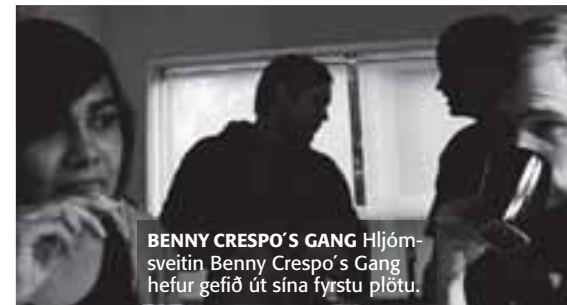 BENNY CRESPO´S GANG Hljóm-
sveitin Benny Crespo´s Gang
hefur gefið út sína fyrstu plötu.